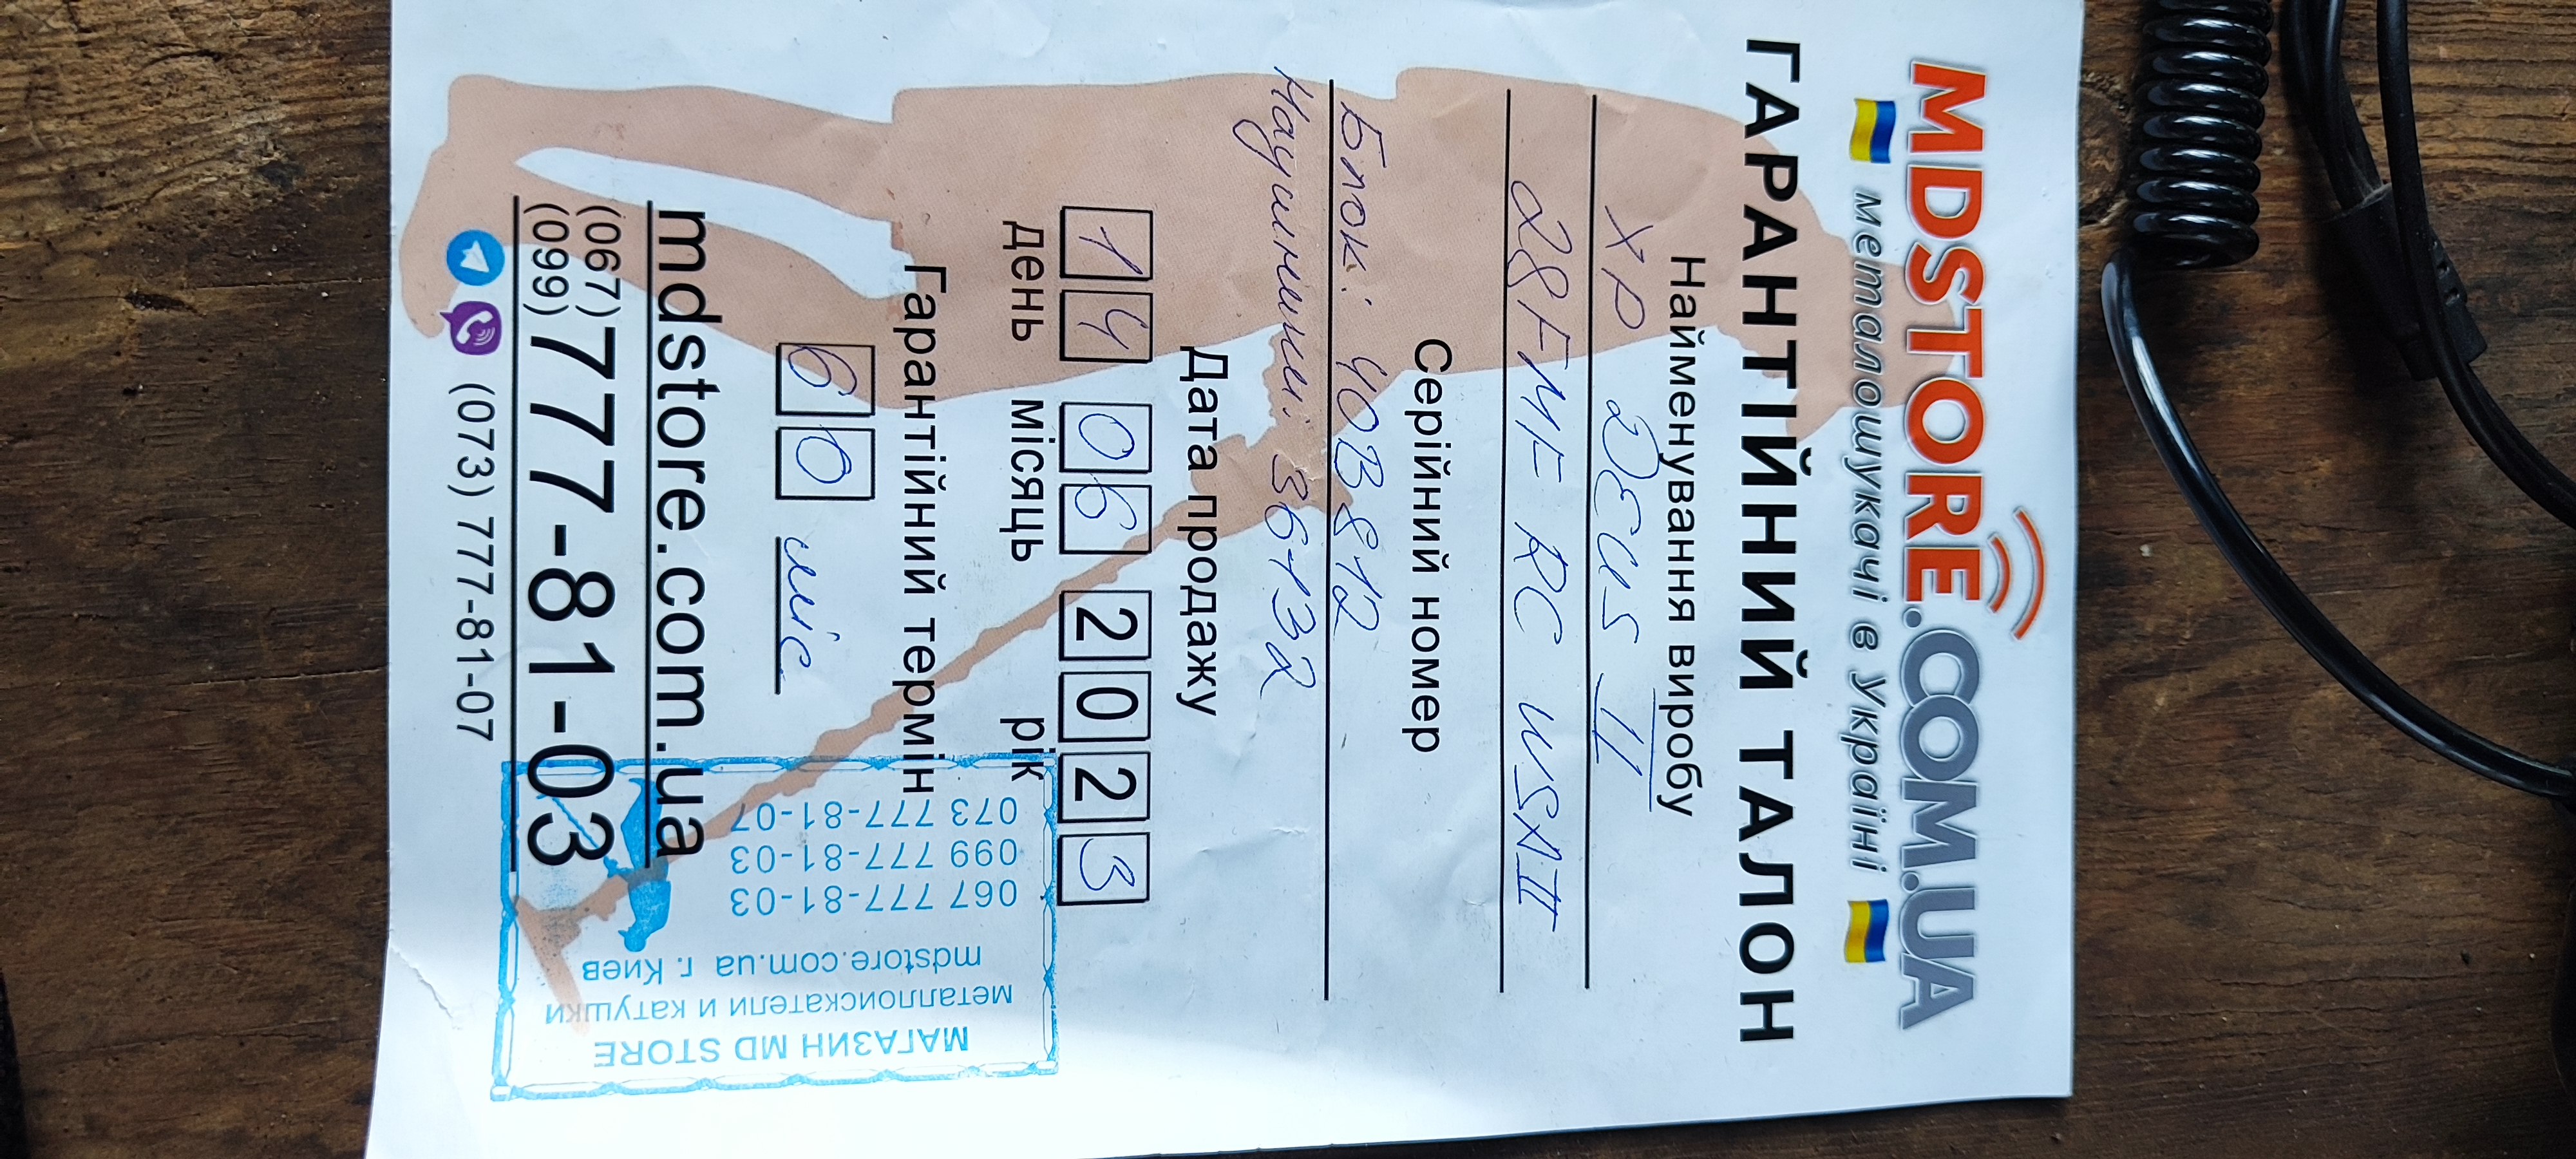 MDSTORE.COM.UA
металошукачі в Україні
ГАРАНТІЙНИЙ ТАЛОН
Найменування виробу
XP Deus II
28FMF RC WSAII
Серійний номер
Блок: 40B812
Наушники: 36132
Дата продажу
14 06 2023
день місяць рік
Гарантійний термін
60 міс
mdstore.com.ua
(067)
(099) 777-81-03
(073) 777-81-07
МАГАЗИН MD STORE
металлоискатели и катушки
mdstore.com.ua г. Киев
067 777-81-03
099 777-81-03
073 777-81-07